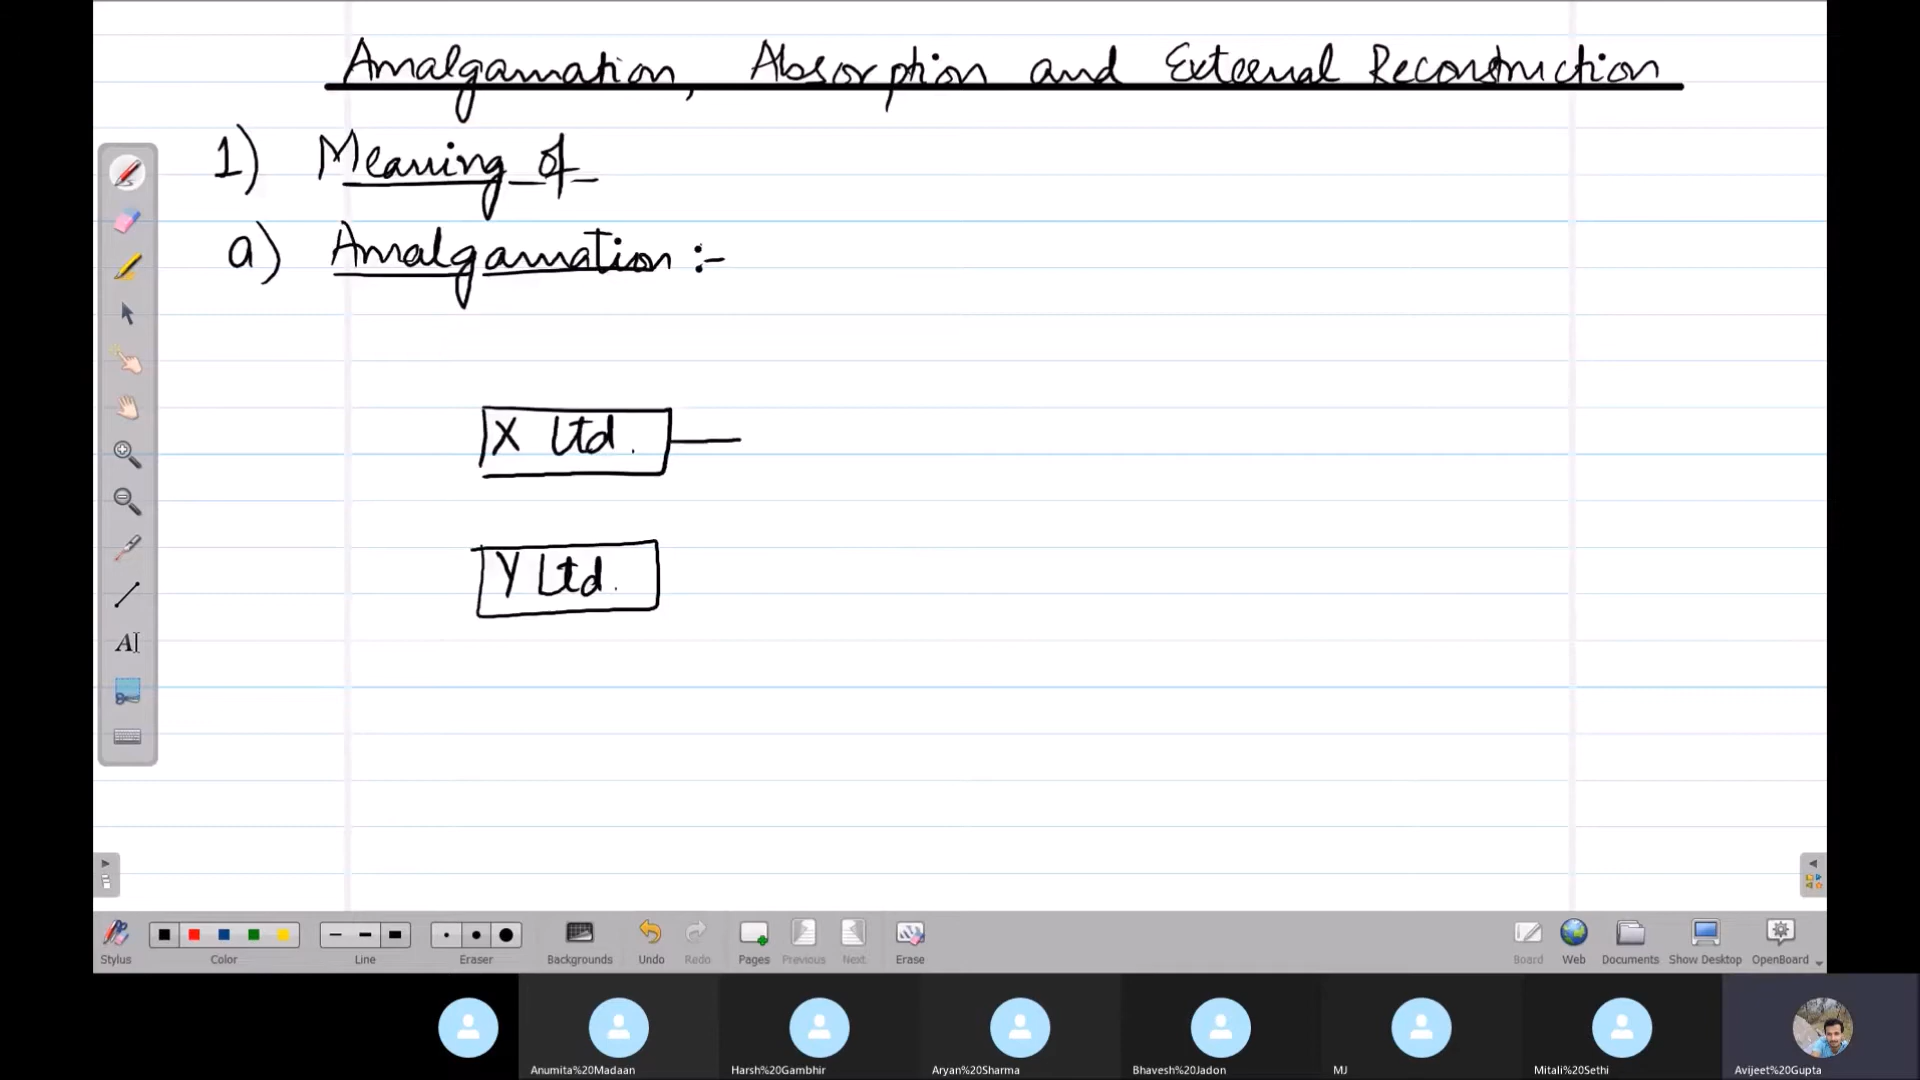 Amalgamation, Absorption and External Reconstruction
1) Meaning of
a) Amalgamation :-
X Ltd.
Y Ltd.
AI
Stylus Color Line Eraser Backgrounds Undo Redo Pages Previous Next Erase Board Web Documents Show Desktop OpenBoard
Anumita%20Madaan Harsh%20Gambhir Aryan%20Sharma Bhavesh%20Jadon MJ Mitali%20Sethi Avijeet%20Gupta